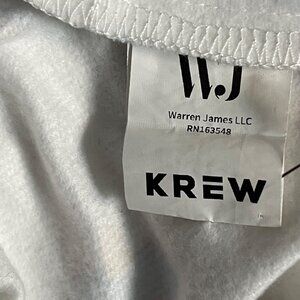 WJ
Warren James LLC
RN163548
KREW